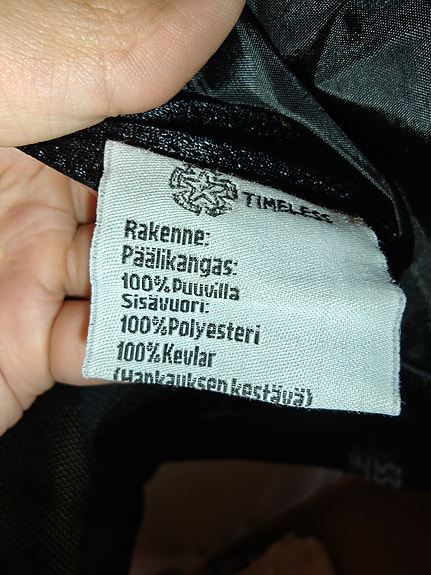 TIMELESS
Rakenne:
Päälikangas:
100%Puuvilla
Sisävuori:
100%Polyesteri
100%Kevlar
(Hankauksen kestävä)